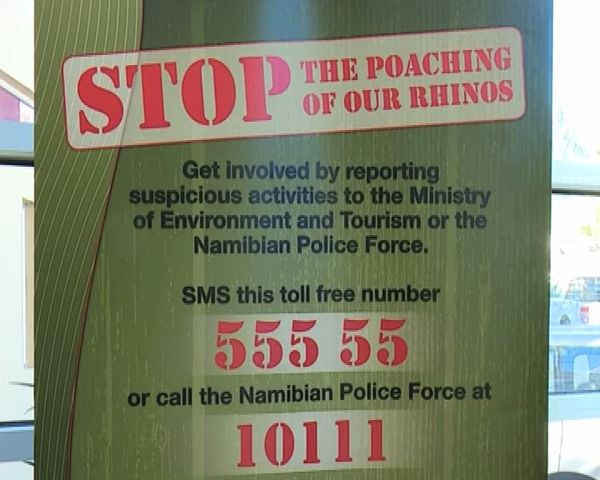 STOP THE POACHING
OF OUR RHINOS
Get involved by reporting
suspicious activities to the Ministry
of Environment and Tourism or the
Namibian Police Force.
SMS this toll free number
555 55
or call the Namibian Police Force at
10111